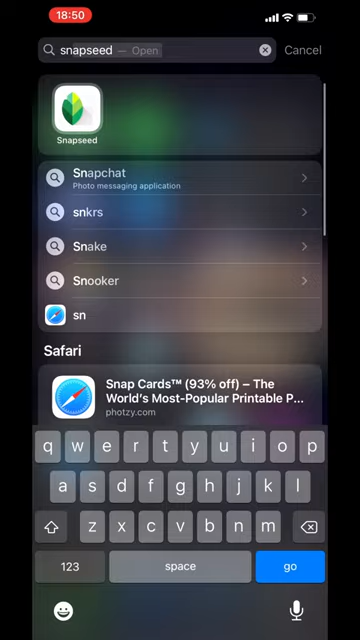 18:50
snapseed — Open
Cancel
Snapseed
Snapchat
Photo messaging application
snkrs
Snake
Snooker
sn
Safari
Snap Cards™ (93% off) – The
World's Most-Popular Printable P...
photzy.com
q w e r t y u i o p
a s d f g h j k l
z x c v b n m
123 space go